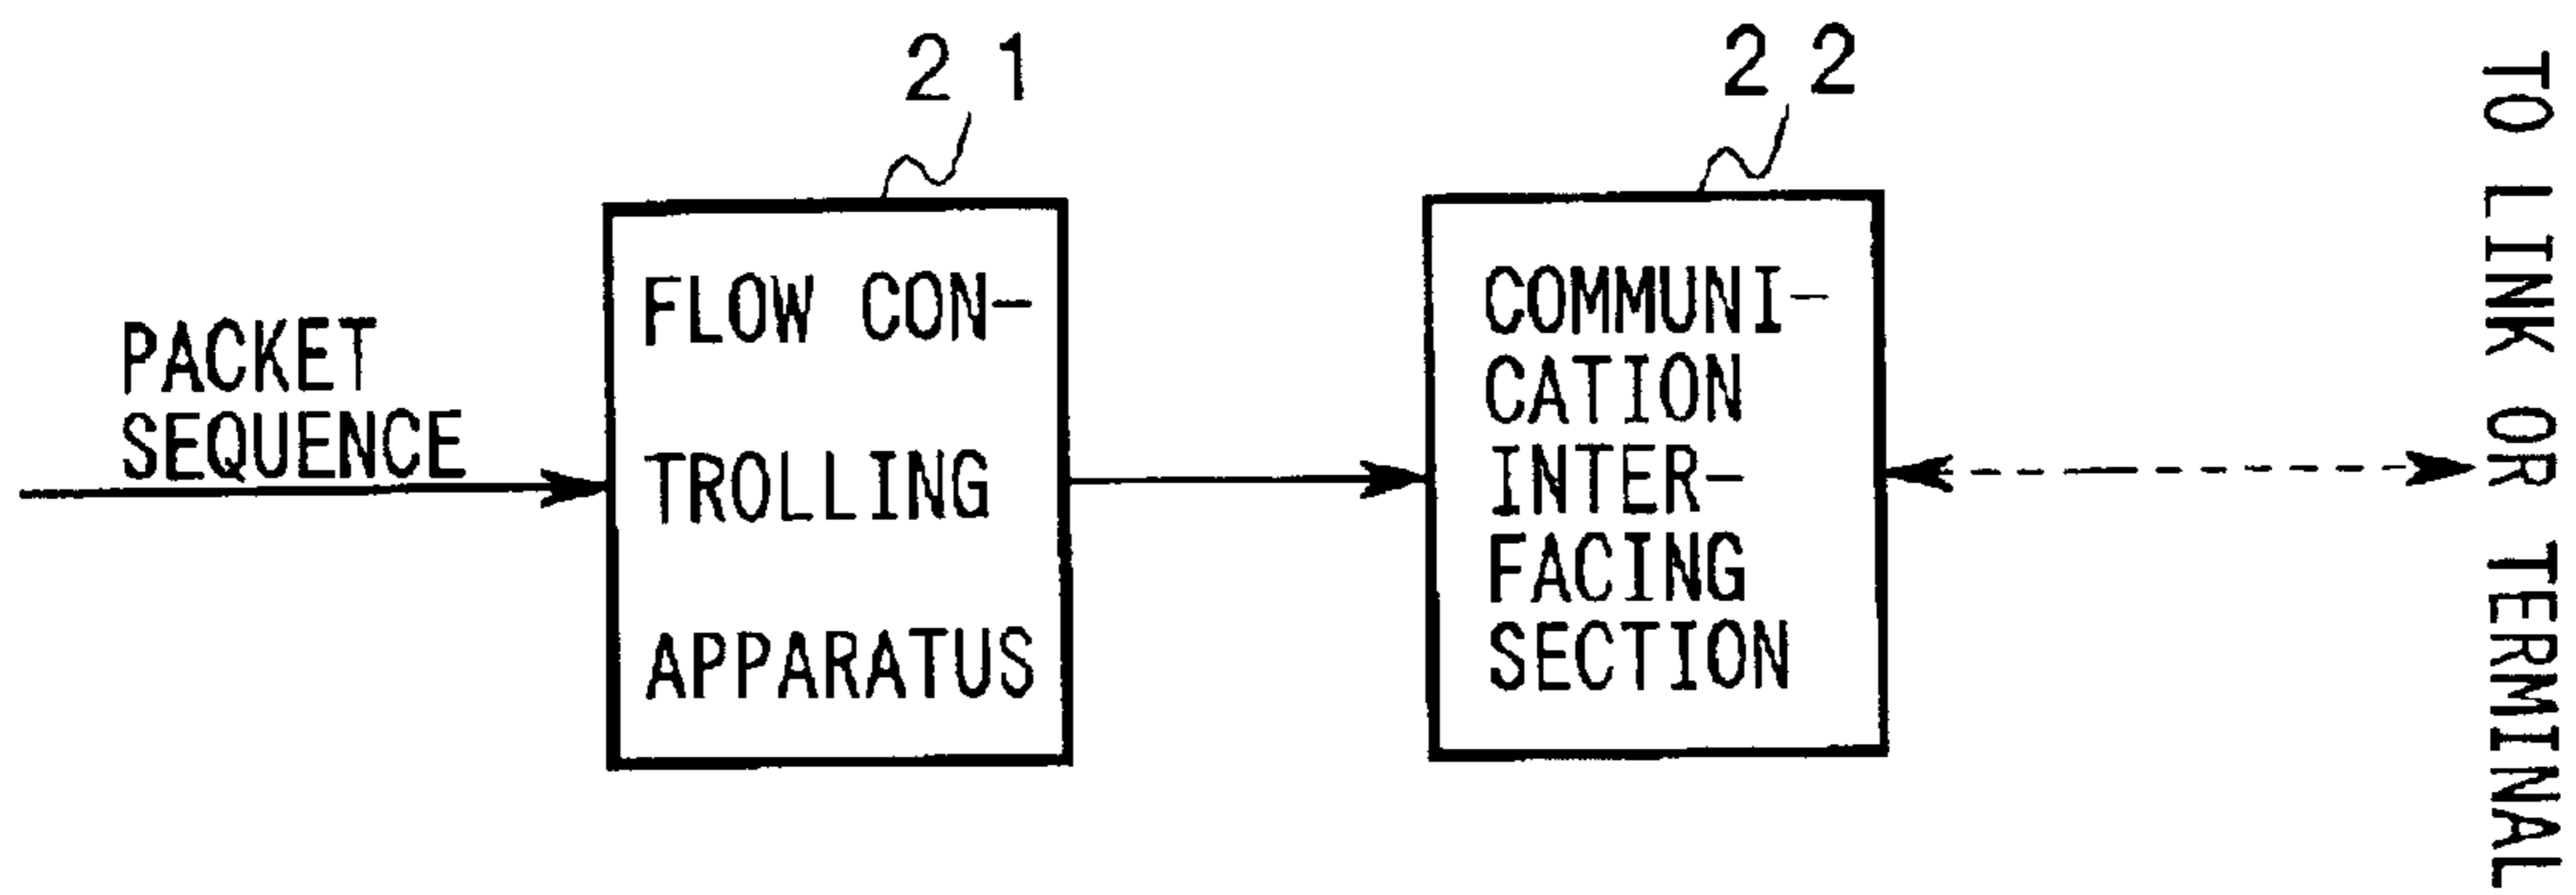 21
22
PACKET
SEQUENCE
FLOW CON-
TROLLING
APPARATUS
COMMUNI-
CATION
INTER-
FACING
SECTION
TO LINK OR TERMINAL